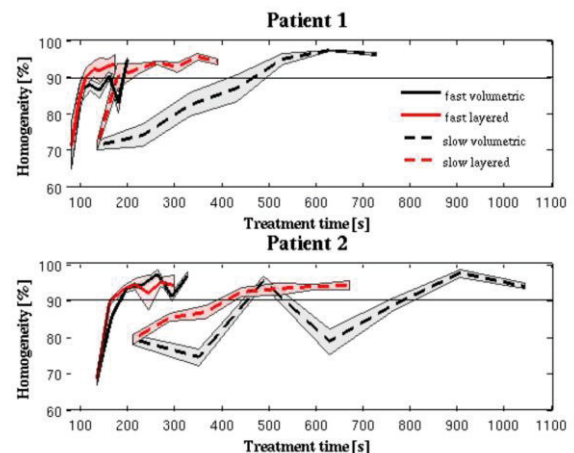 Patient 1
Homogeneity [%]
100
90
80
70
60
fast volumetric
fast layered
slow volumetric
slow layered
100 200 300 400 500 600 700 800 900 1000 1100
Treatment time [s]
Patient 2
Homogeneity [%]
100
90
80
70
60
100 200 300 400 500 600 700 800 900 1000 1100
Treatment time [s]